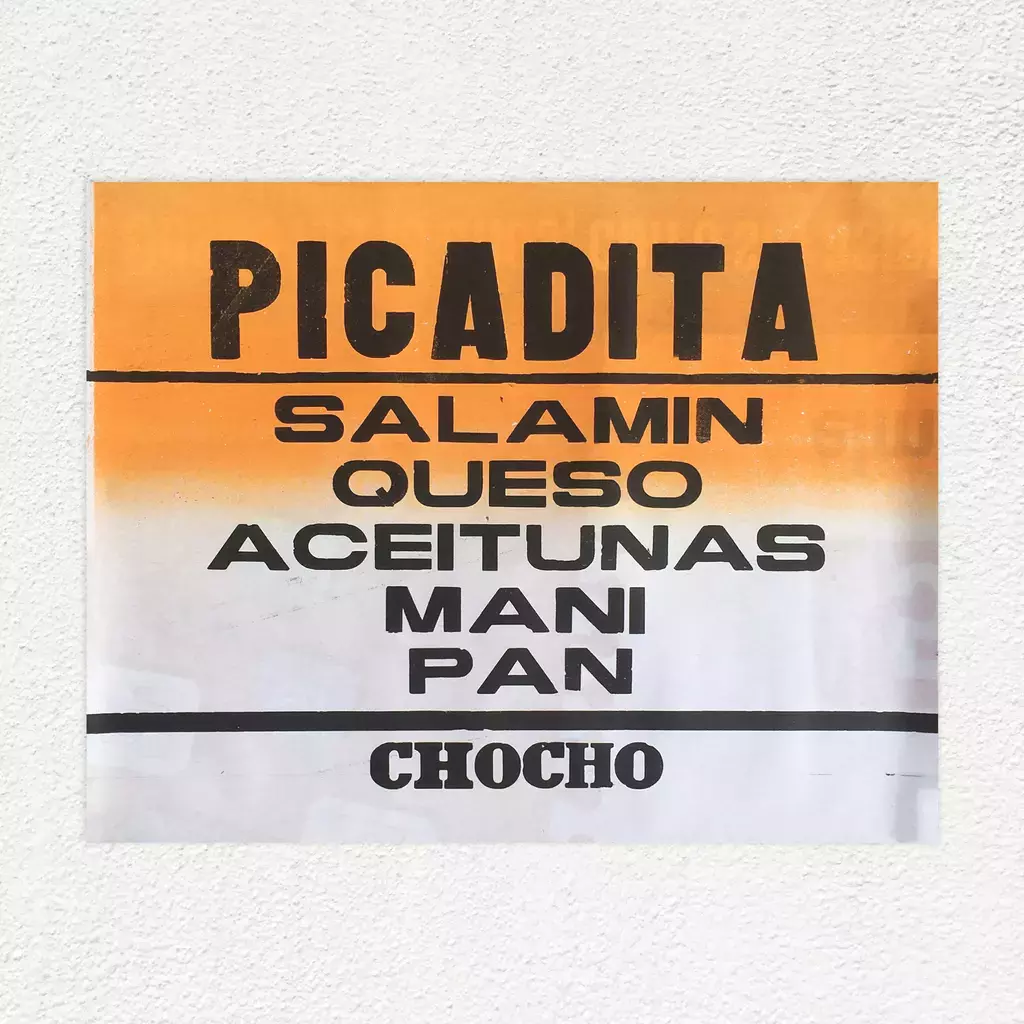 PICADITA
SALAMIN
QUESO
ACEITUNAS
MANI
PAN
CHOCHO